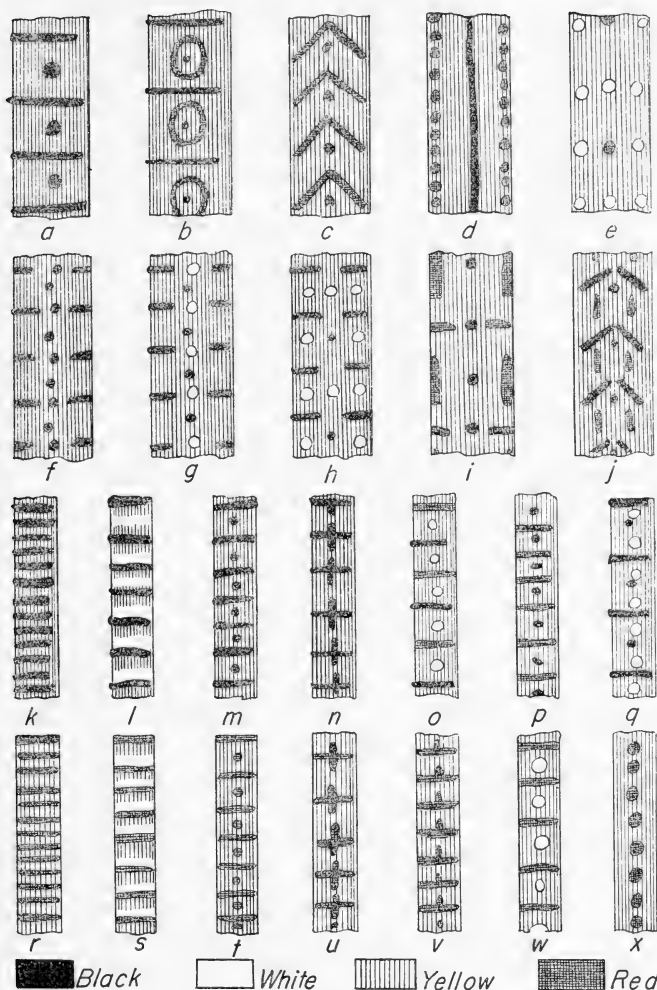 a b c d e
f g h i j
k l m n o p q
r s t u v w x
Black White Yellow Red